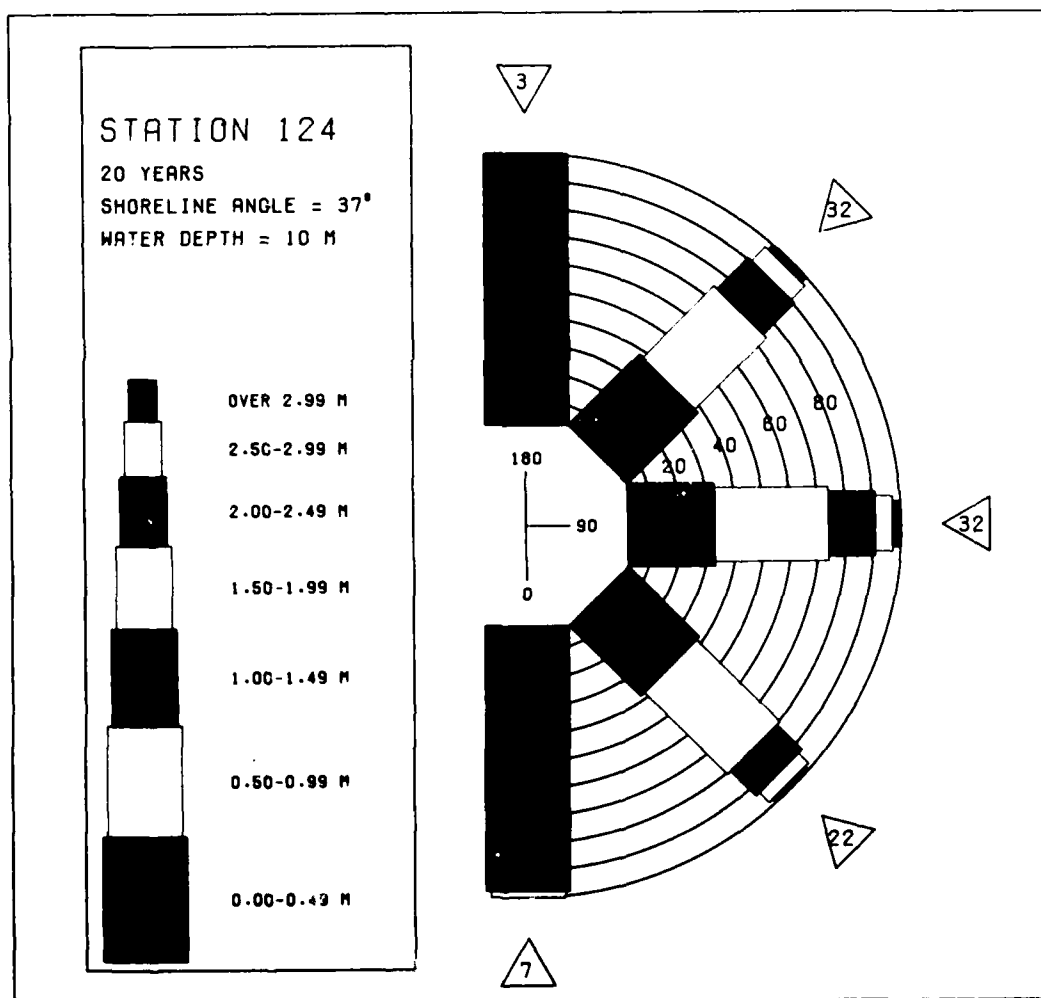 STATION 124
20 YEARS
SHORELINE ANGLE = 37°
WATER DEPTH = 10 M
OVER 2.99 M
2.50-2.99 M
2.00-2.49 M
1.50-1.99 M
1.00-1.49 M
0.50-0.99 M
0.00-0.49 M
3
32
80
60
40
20
180
90
0
32
22
7